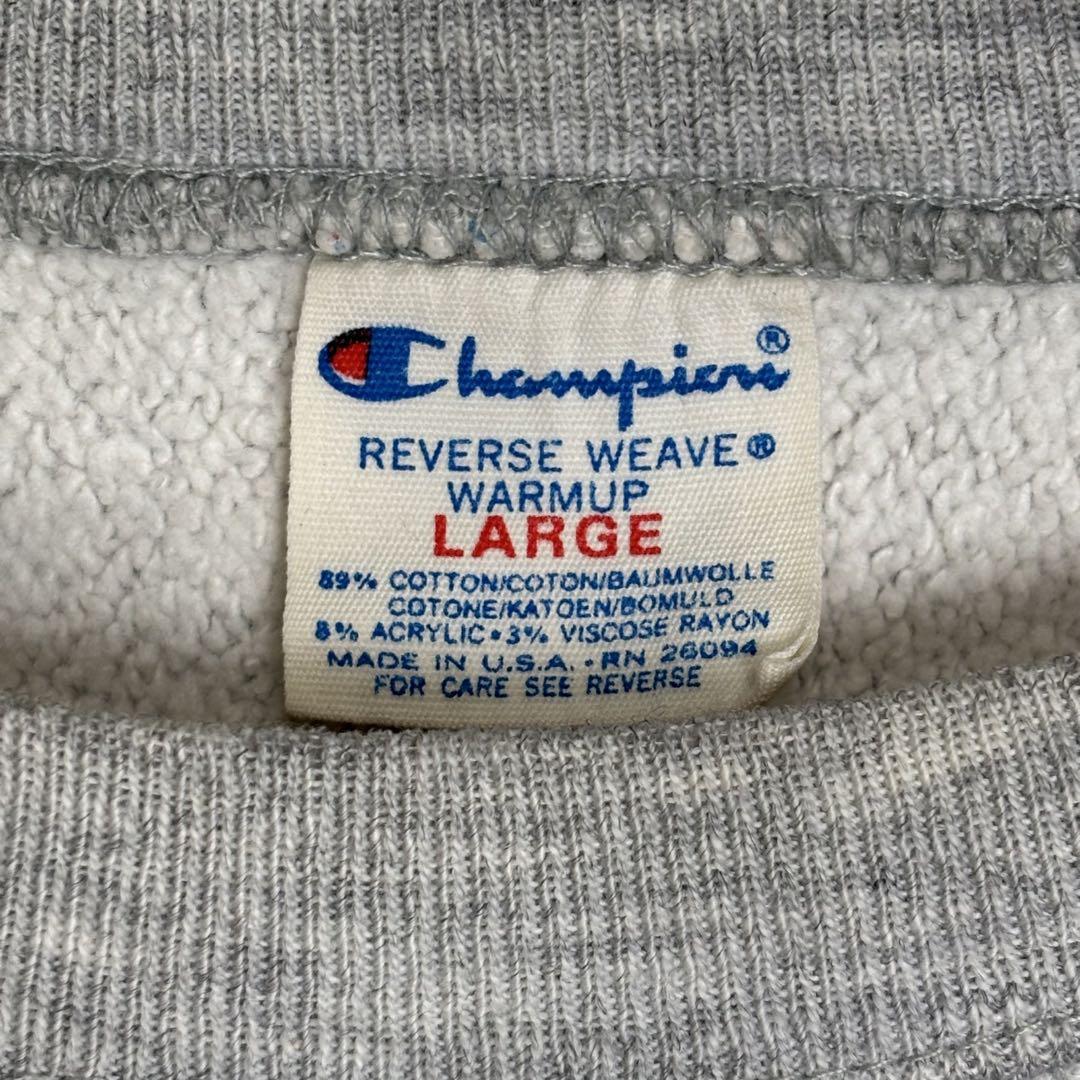 Champion®
REVERSE WEAVE®
WARMUP
LARGE
89% COTTON/COTON/BAUMWOLLE
COTONE/KATOEN/BOMULD
8% ACRYLIC•3% VISCOSE RAYON
MADE IN U.S.A.•RN 26094
FOR CARE SEE REVERSE